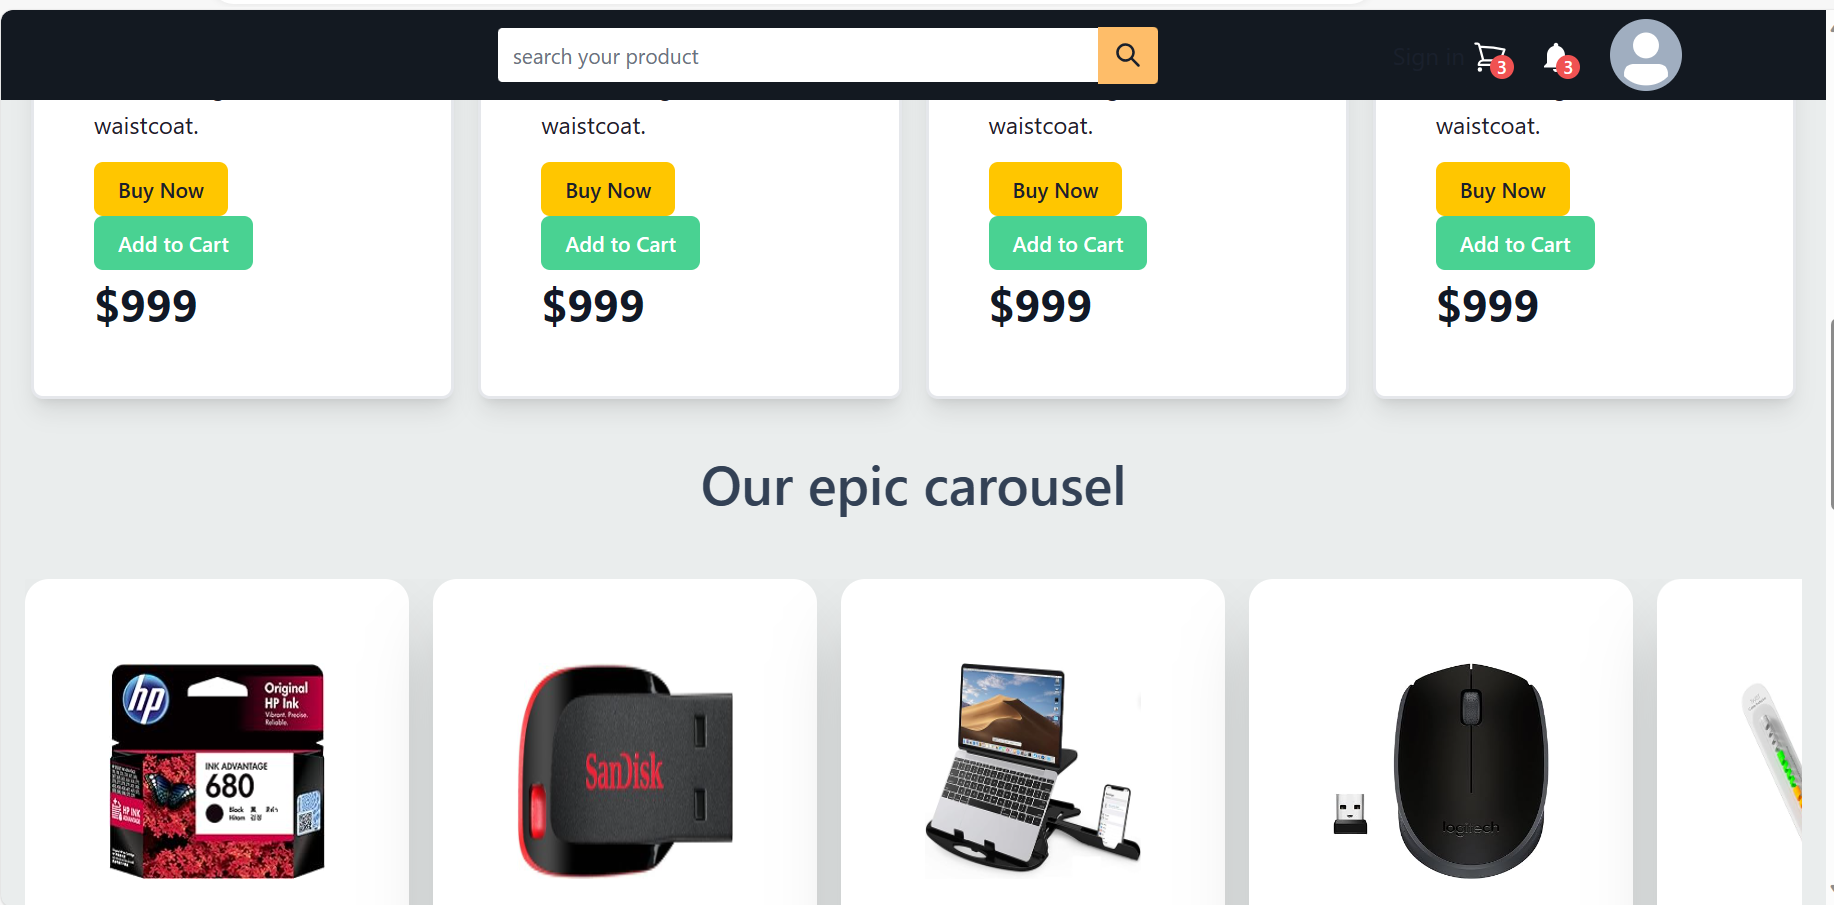 search your product
Sign in
3
3
waistcoat.
waistcoat.
waistcoat.
waistcoat.
Buy Now
Buy Now
Buy Now
Buy Now
Add to Cart
Add to Cart
Add to Cart
Add to Cart
$999
$999
$999
$999
Our epic carousel
hp
Original
HP Ink
Vibrant. Precise.
Reliable.
INK ADVANTAGE
680
Black
Hitam
SanDisk
logitech